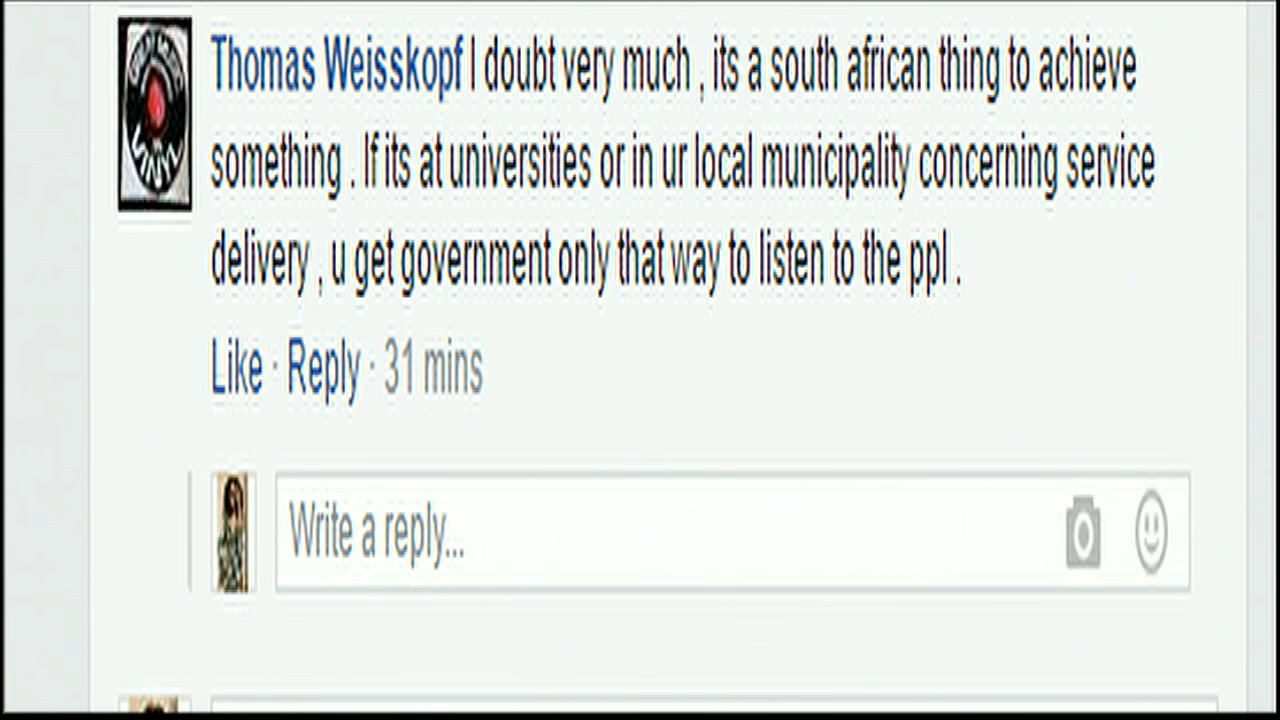 Thomas Weisskopf I doubt very much , its a south african thing to achieve
something . If its at universities or in ur local municipality concerning service
delivery , u get government only that way to listen to the ppl .
Like · Reply · 31 mins
Write a reply...
VINYL